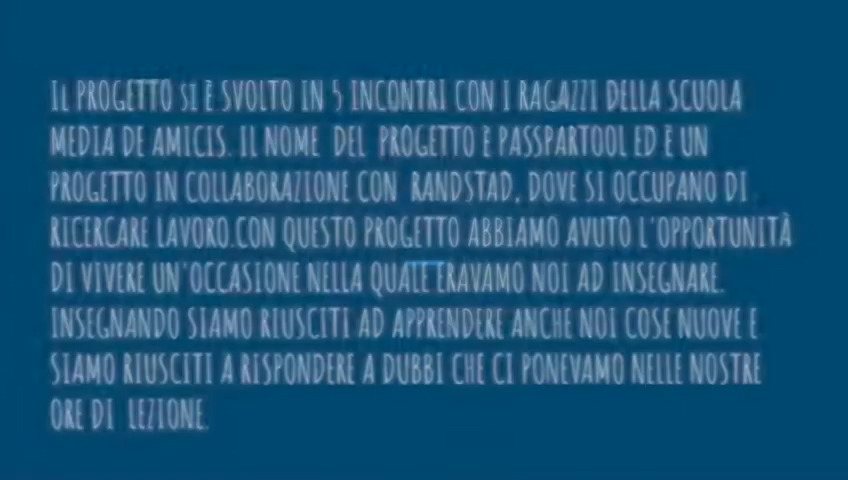 IL PROGETTO SI È SVOLTO IN 5 INCONTRI CON I RAGAZZI DELLA SCUOLA
MEDIA DE AMICIS. IL NOME DEL PROGETTO È PASSPARTOOL ED È UN
PROGETTO IN COLLABORAZIONE CON RANDSTAD, DOVE SI OCCUPANO DI
RICERCARE LAVORO.CON QUESTO PROGETTO ABBIAMO AVUTO L'OPPORTUNITÀ
DI VIVERE UN'OCCASIONE NELLA QUALE ERAVAMO NOI AD INSEGNARE.
INSEGNANDO SIAMO RIUSCITI AD APPRENDERE ANCHE NOI COSE NUOVE E
SIAMO RIUSCITI A RISPONDERE A DUBBI CHE CI PONEVAMO NELLE NOSTRE
ORE DI LEZIONE.